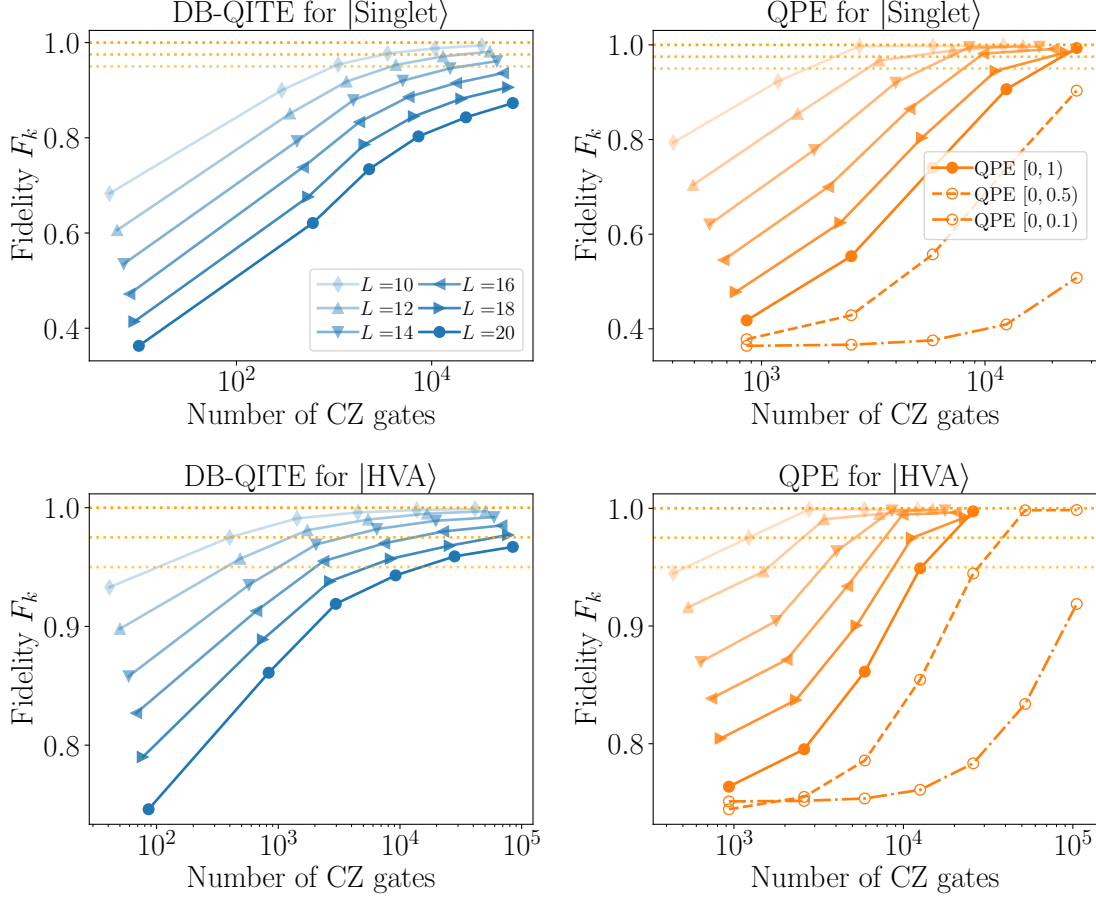 DB-QITE for |Singlet⟩
1.0
0.8
0.6
0.4
Fidelity F_k
10^2
10^4
Number of CZ gates
L =10
L =12
L =14
L =16
L =18
L =20
QPE for |Singlet⟩
1.0
0.8
0.6
0.4
Fidelity F_k
10^3
10^4
Number of CZ gates
QPE [0, 1)
QPE [0, 0.5)
QPE [0, 0.1)
DB-QITE for |HVA⟩
1.0
0.9
0.8
Fidelity F_k
10^2
10^3
10^4
10^5
Number of CZ gates
QPE for |HVA⟩
1.0
0.9
0.8
Fidelity F_k
10^3
10^4
10^5
Number of CZ gates